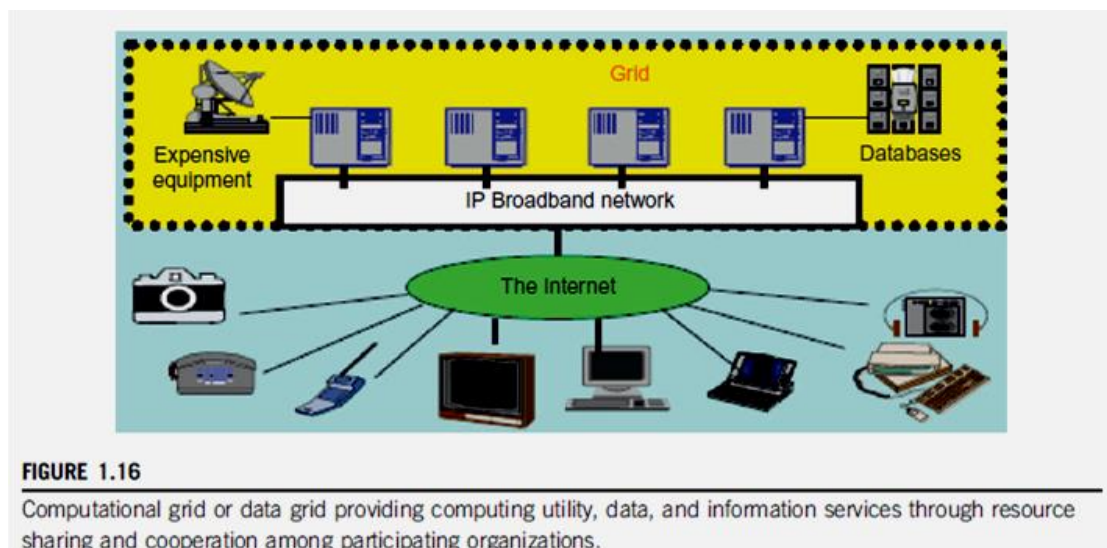 Grid
Expensive
equipment
Databases
IP Broadband network
The Internet
FIGURE 1.16
Computational grid or data grid providing computing utility, data, and information services through resource
sharing and cooperation among participating organizations.